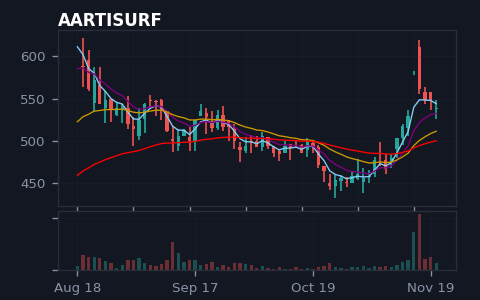 AARTISURF
600
550
500
450
Aug 18
Sep 17
Oct 19
Nov 19